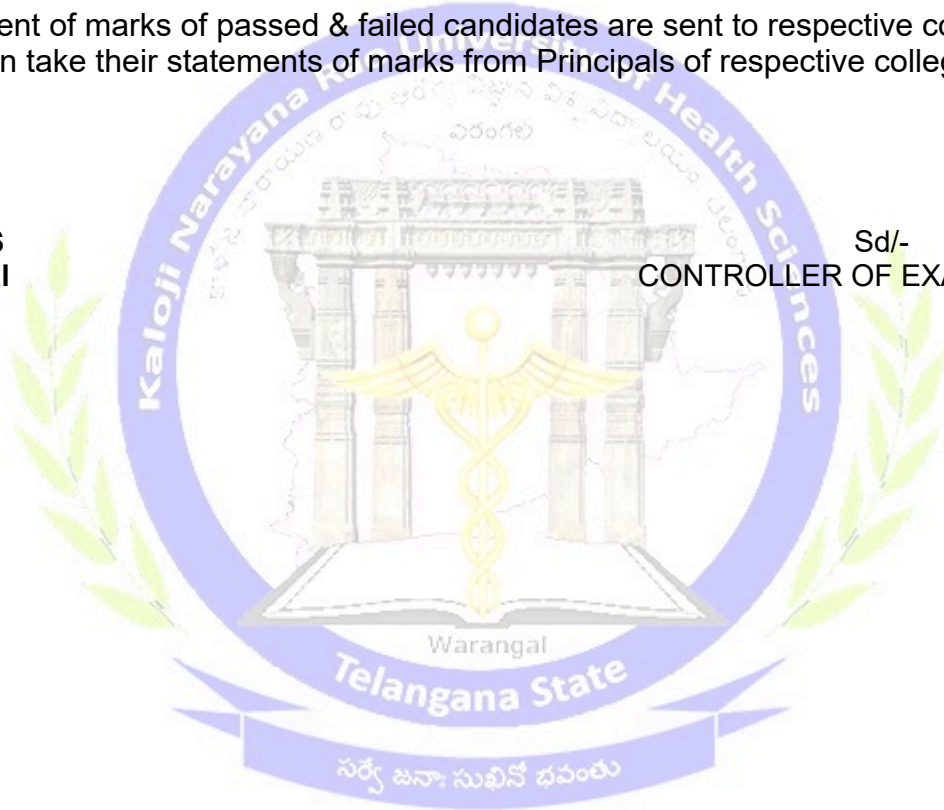 ent of marks of passed & failed candidates are sent to respective co
n take their statements of marks from Principals of respective colleg
Kaloji Narayana Rao University of Health Sciences
వరంగల్
S
Sd/-
I
CONTROLLER OF EXA
Warangal
Telangana State
సర్వే జనాః సుఖినో భవంతు